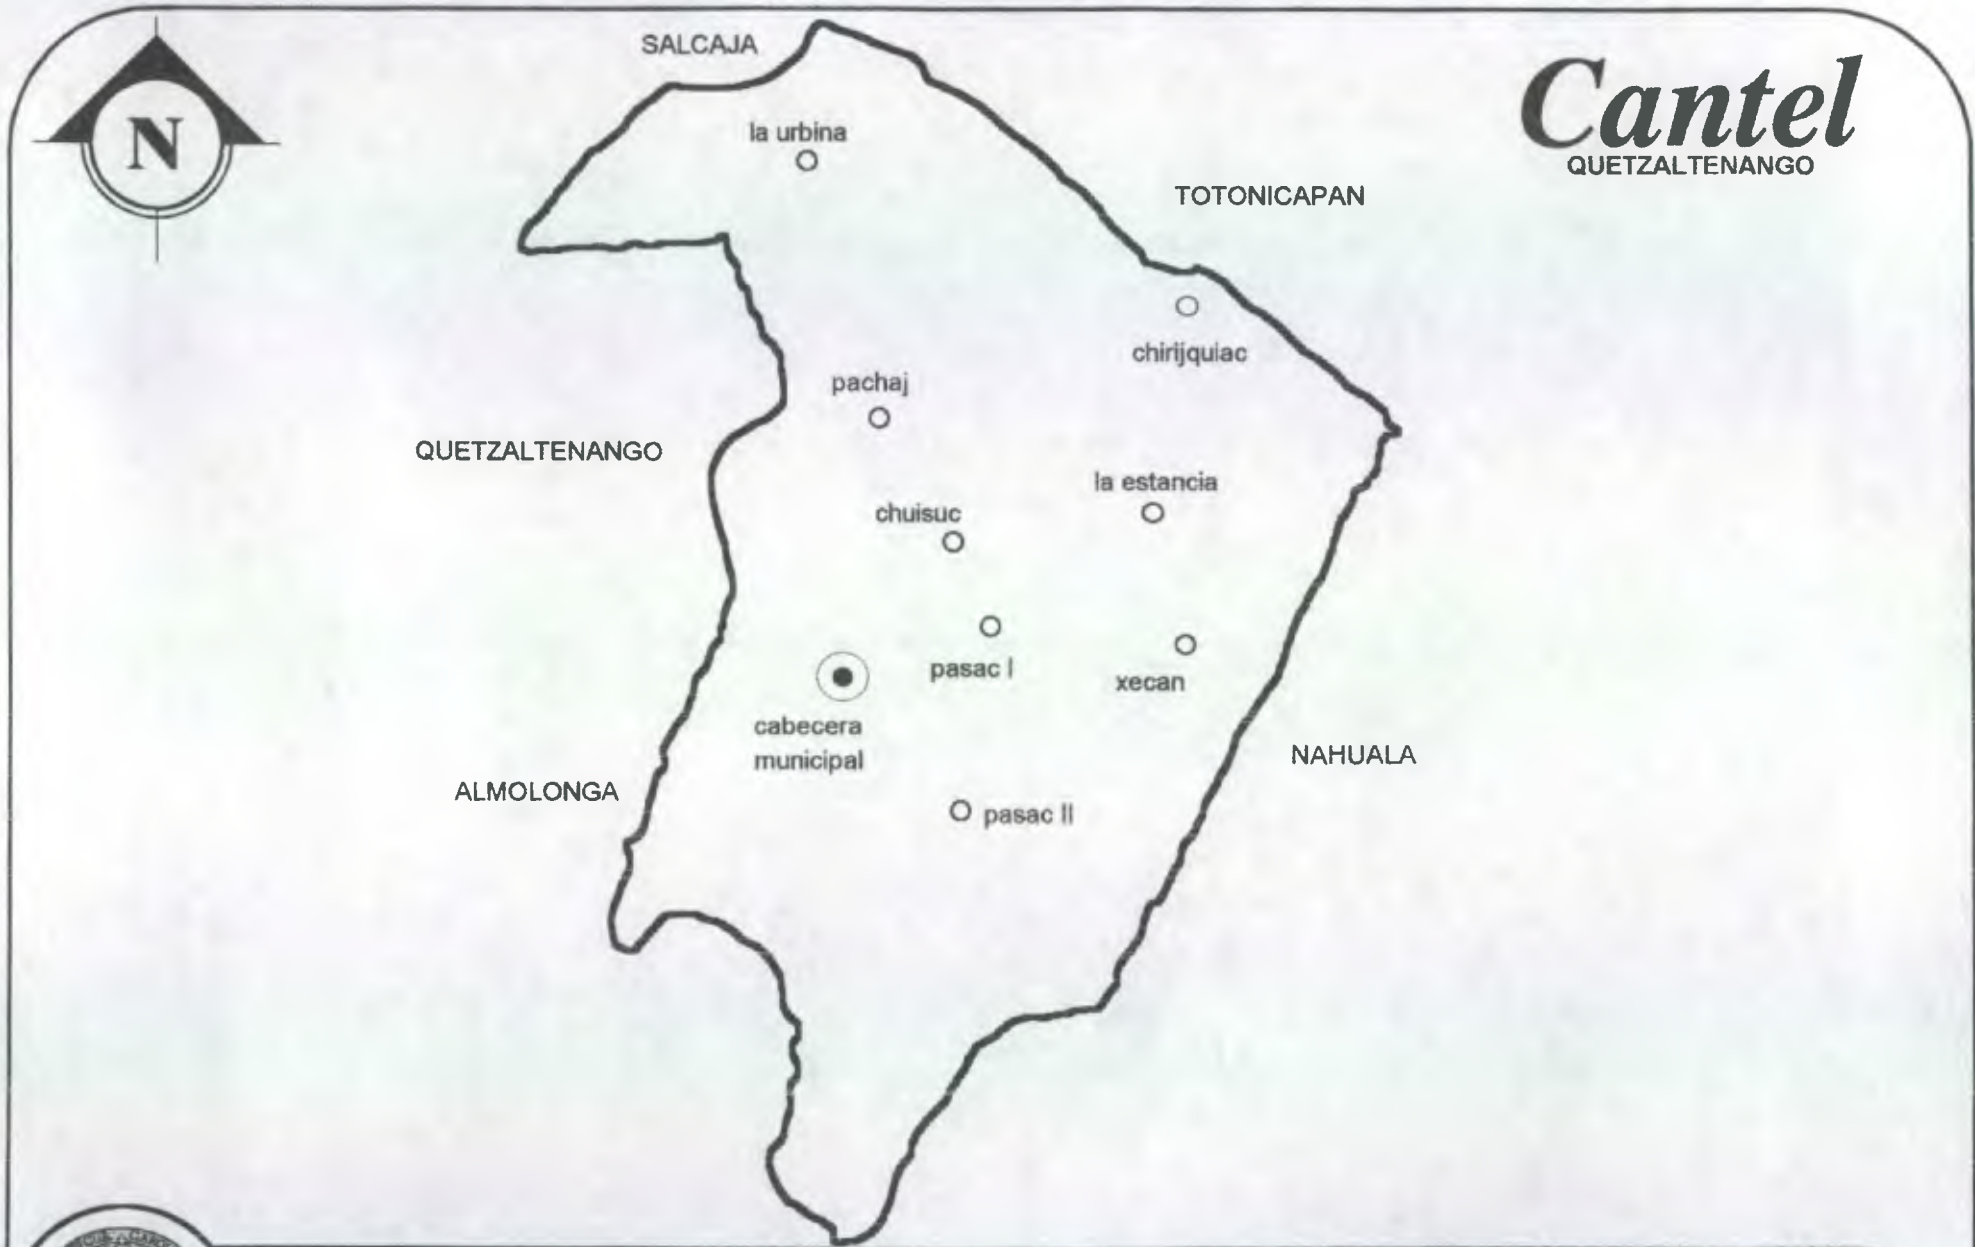 SALCAJA
Cantel
QUETZALTENANGO
N
la urbina
TOTONICAPAN
chirijquiac
pachaj
QUETZALTENANGO
la estancia
chuisuc
pasac I
xecan
cabecera
municipal
NAHUALA
ALMOLONGA
pasac II